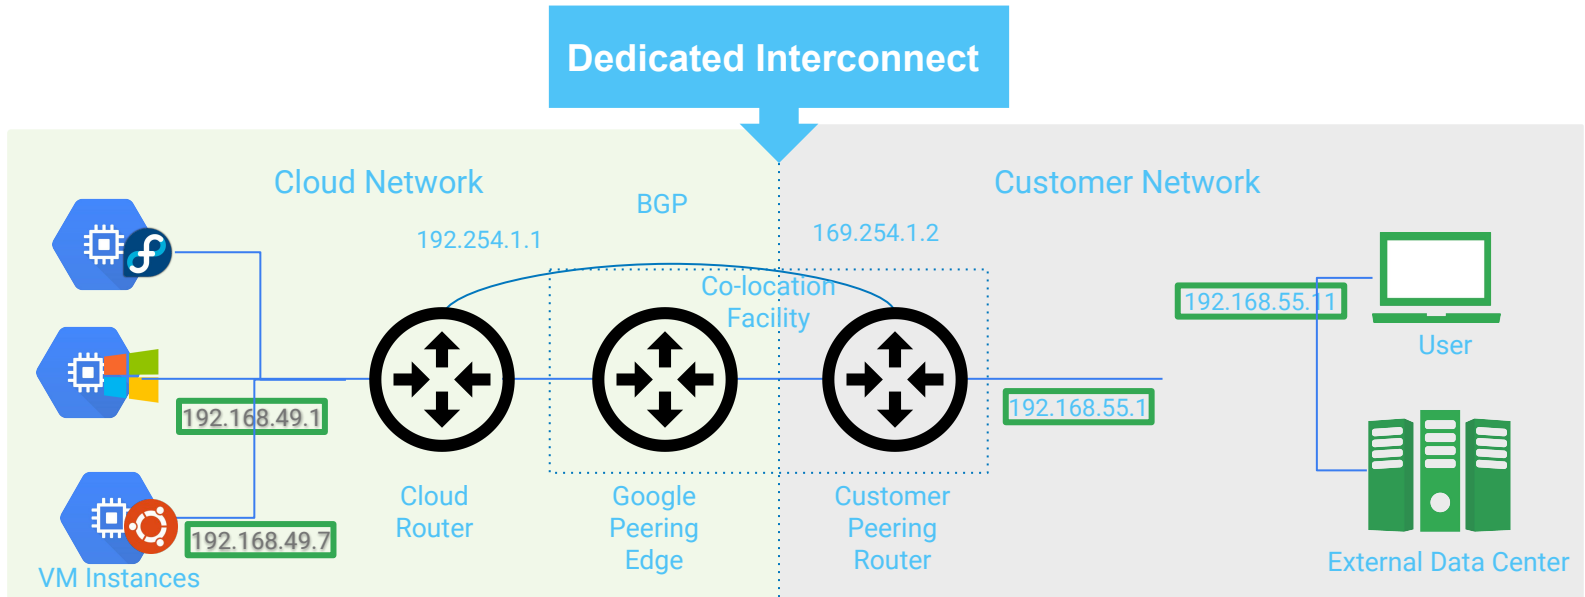 Dedicated Interconnect
Cloud Network
Customer Network
BGP
192.254.1.1
169.254.1.2
Co-location
Facility
192.168.55.11
User
192.168.49.1
192.168.55.1
192.168.49.7
VM Instances
Cloud
Router
Google
Peering
Edge
Customer
Peering
Router
External Data Center